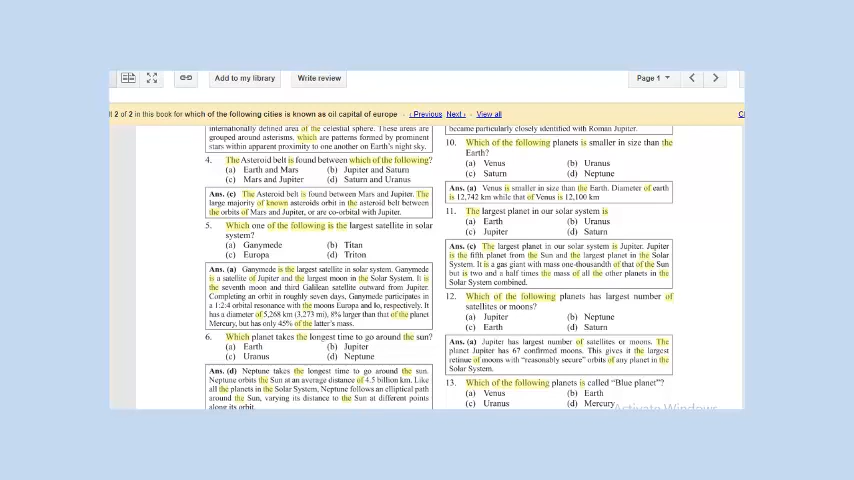 Add to my library
Write review
Page 1
lt 2 of 2 in this book for which of the following cities is known as oil capital of europe - ‹ Previous Next › - View all
Cl
internationally defined area of the celestial sphere. These areas are
grouped around asterisms, which are patterns formed by prominent
stars within apparent proximity to one another on Earth's night sky.
4. The Asteroid belt is found between which of the following?
(a) Earth and Mars (b) Jupiter and Saturn
(c) Mars and Jupiter (d) Saturn and Uranus
Ans. (c) The Asteroid belt is found between Mars and Jupiter. The
large majority of known asteroids orbit in the asteroid belt between
the orbits of Mars and Jupiter, or are co-orbital with Jupiter.
5. Which one of the following is the largest satellite in solar
system?
(a) Ganymede (b) Titan
(c) Europa (d) Triton
Ans. (a) Ganymede is the largest satellite in solar system. Ganymede
is a satellite of Jupiter and the largest moon in the Solar System. It is
the seventh moon and third Galilean satellite outward from Jupiter.
Completing an orbit in roughly seven days, Ganymede participates in
a 1:2:4 orbital resonance with the moons Europa and Io, respectively. It
has a diameter of 5,268 km (3,273 mi), 8% larger than that of the planet
Mercury, but has only 45% of the latter's mass.
6. Which planet takes the longest time to go around the sun?
(a) Earth (b) Jupiter
(c) Uranus (d) Neptune
Ans. (d) Neptune takes the longest time to go around the sun.
Neptune orbits the Sun at an average distance of 4.5 billion km. Like
all the planets in the Solar System, Neptune follows an elliptical path
around the Sun, varying its distance to the Sun at different points
along its orbit.
became particularly closely identified with Roman Jupiter.
10. Which of the following planets is smaller in size than the
Earth?
(a) Venus (b) Uranus
(c) Saturn (d) Neptune
Ans. (a) Venus is smaller in size than the Earth. Diameter of earth
is 12,742 km while that of Venus is 12,100 km
11. The largest planet in our solar system is
(a) Earth (b) Uranus
(c) Jupiter (d) Saturn
Ans. (c) The largest planet in our solar system is Jupiter. Jupiter
is the fifth planet from the Sun and the largest planet in the Solar
System. It is a gas giant with mass one-thousandth of that of the Sun
but is two and a half times the mass of all the other planets in the
Solar System combined.
12. Which of the following planets has largest number of
satellites or moons?
(a) Jupiter (b) Neptune
(c) Earth (d) Saturn
Ans. (a) Jupiter has largest number of satellites or moons. The
planet Jupiter has 67 confirmed moons. This gives it the largest
retinue of moons with "reasonably secure" orbits of any planet in the
Solar System.
13. Which of the following planets is called "Blue planet"?
(a) Venus (b) Earth
(c) Uranus (d) Mercury
Activate Windows